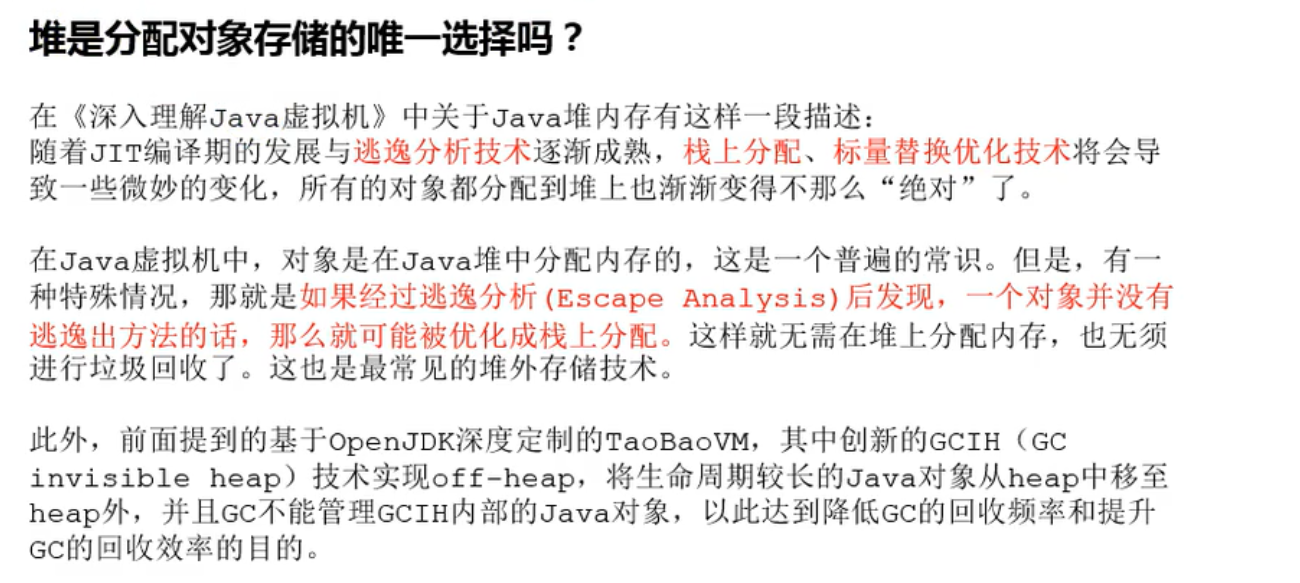 堆是分配对象存储的唯一选择吗？
在《深入理解Java虚拟机》中关于Java堆内存有这样一段描述：
随着JIT编译期的发展与逃逸分析技术逐渐成熟，栈上分配、标量替换优化技术将会导
致一些微妙的变化，所有的对象都分配到堆上也渐渐变得不那么“绝对”了。
在Java虚拟机中，对象是在Java堆中分配内存的，这是一个普遍的常识。但是，有一
种特殊情况，那就是如果经过逃逸分析(Escape Analysis)后发现，一个对象并没有
逃逸出方法的话，那么就可能被优化成栈上分配。这样就无需在堆上分配内存，也无须
进行垃圾回收了。这也是最常见的堆外存储技术。
此外，前面提到的基于OpenJDK深度定制的TaoBaoVM，其中创新的GCIH（GC
invisible heap）技术实现off-heap，将生命周期较长的Java对象从heap中移至
heap外，并且GC不能管理GCIH内部的Java对象，以此达到降低GC的回收频率和提升
GC的回收效率的目的。